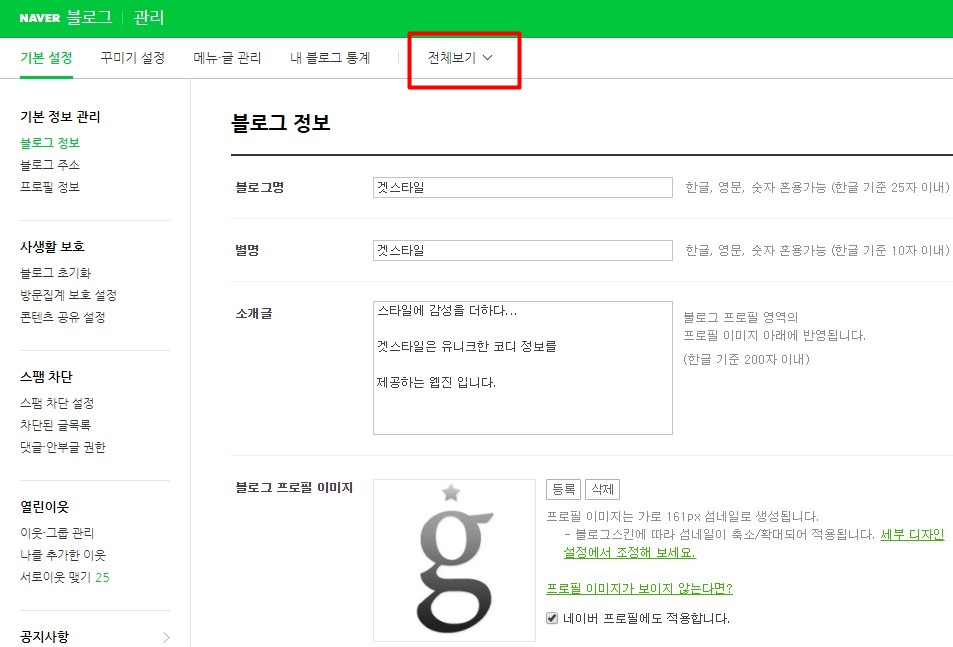 NAVER 블로그 관리
기본 설정 꾸미기 설정 메뉴·글 관리 내 블로그 통계 전체보기
기본 정보 관리
블로그 정보
블로그 주소
프로필 정보
사생활 보호
블로그 초기화
방문집계 보호 설정
콘텐츠 공유 설정
스팸 차단
스팸 차단 설정
차단된 글목록
댓글·안부글 권한
열린이웃
이웃·그룹 관리
나를 추가한 이웃
서로이웃 맺기 25
공지사항
블로그 정보
블로그명 겟스타일 한글, 영문, 숫자 혼용가능 (한글 기준 25자 이내)
별명 겟스타일 한글, 영문, 숫자 혼용가능 (한글 기준 10자 이내)
소개글
스타일에 감성을 더하다...
겟스타일은 유니크한 코디 정보를
제공하는 웹진 입니다.
블로그 프로필 영역의
프로필 이미지 아래에 반영됩니다.
(한글 기준 200자 이내)
블로그 프로필 이미지
g
등록 삭제
프로필 이미지는 가로 161px 섬네일로 생성됩니다.
- 블로그스킨에 따라 섬네일이 축소/확대되어 적용됩니다. 세부 디자인
설정에서 조정해 보세요.
프로필 이미지가 보이지 않는다면?
네이버 프로필에도 적용합니다.